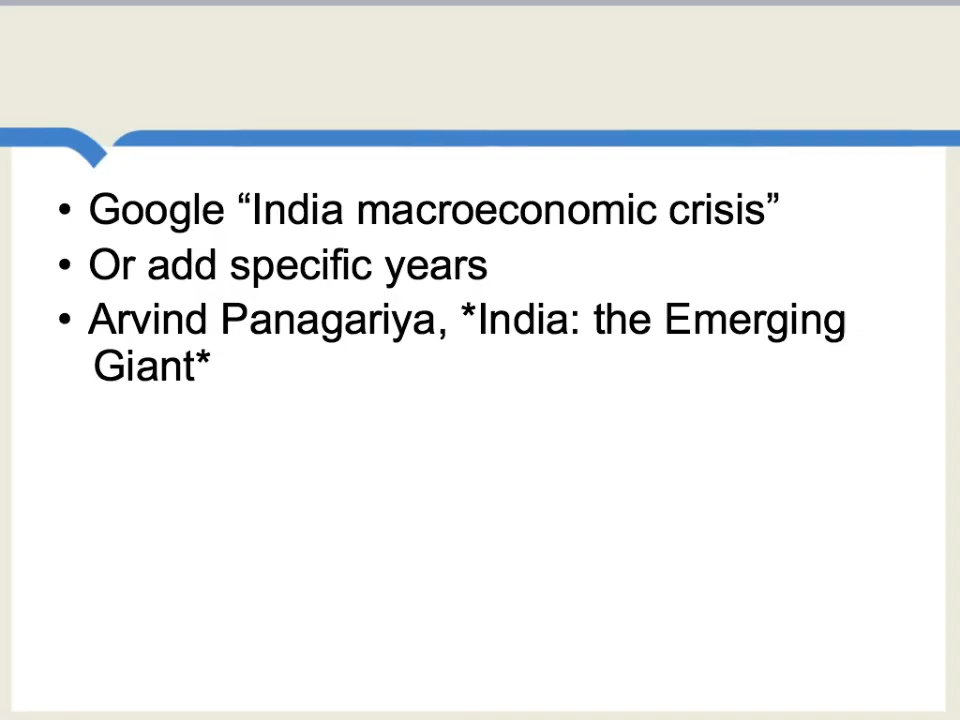 • Google “India macroeconomic crisis”
• Or add specific years
• Arvind Panagariya, *India: the Emerging
Giant*